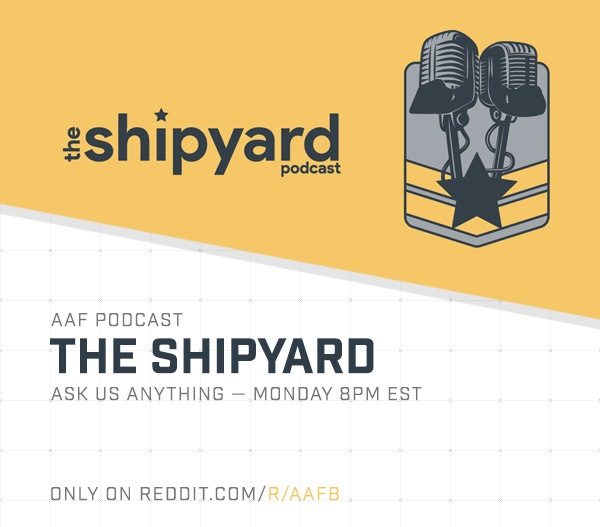 the shipyard
podcast
AAF PODCAST
THE SHIPYARD
ASK US ANYTHING — MONDAY 8PM EST
ONLY ON REDDIT.COM/R/AAFB